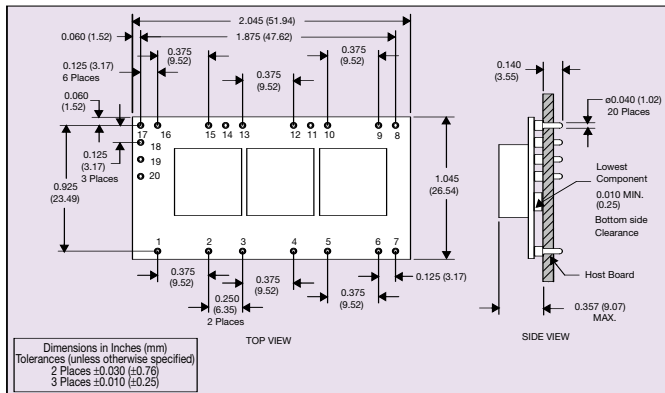 2.045 (51.94)
0.060 (1.52)
1.875 (47.62)
0.375
(9.52)
0.375
(9.52)
0.125 (3.17)
6 Places
0.375
(9.52)
0.060
(1.52)
17 16 15 14 13 12 11 10 9 8
18
19
20
0.125
(3.17)
3 Places
0.925
(23.49)
1.045
(26.54)
1 2 3 4 5 6 7
0.375
(9.52)
0.375
(9.52)
0.375
(9.52)
0.125 (3.17)
0.250
(6.35)
2 Places
TOP VIEW
0.140
(3.55)
ø0.040 (1.02)
20 Places
Lowest
Component
0.010 MIN.
(0.25)
Bottom side
Clearance
Host Board
0.357 (9.07)
MAX.
SIDE VIEW
Dimensions in Inches (mm)
Tolerances (unless otherwise specified)
2 Places ±0.030 (±0.76)
3 Places ±0.010 (±0.25)